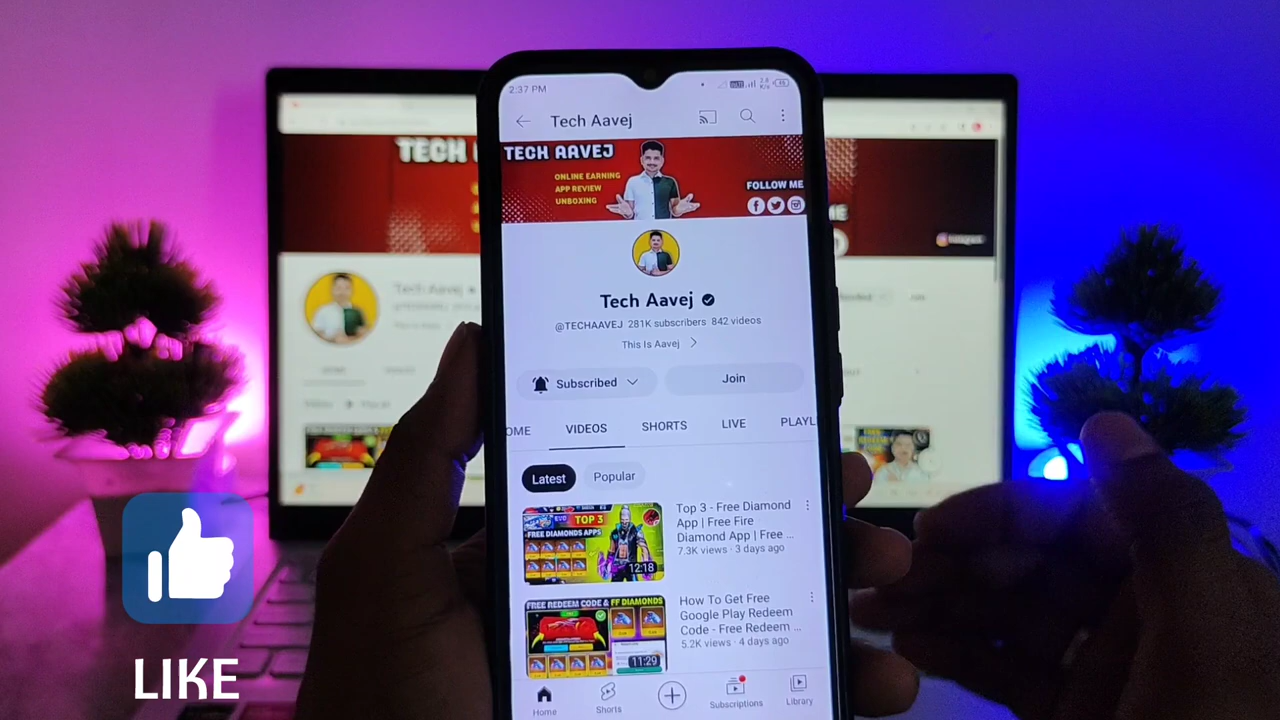 2:37 PM
Tech Aavej
TECH AAVEJ
ONLINE EARNING
APP REVIEW
UNBOXING
FOLLOW ME
Tech Aavej
@TECHAAVEJ 281K subscribers 842 videos
This Is Aavej
Subscribed
Join
OME VIDEOS SHORTS LIVE PLAYL
Latest Popular
TOP 3
FREE DIAMONDS APPS
12:18
Top 3 - Free Diamond
App | Free Fire
Diamond App | Free ...
7.3K views · 3 days ago
FREE REDEEM CODE & FF DIAMONDS
11:29
How To Get Free
Google Play Redeem
Code - Free Redeem ...
5.2K views · 4 days ago
Home Shorts Subscriptions Library
TECH
Tech Aavej
LIKE